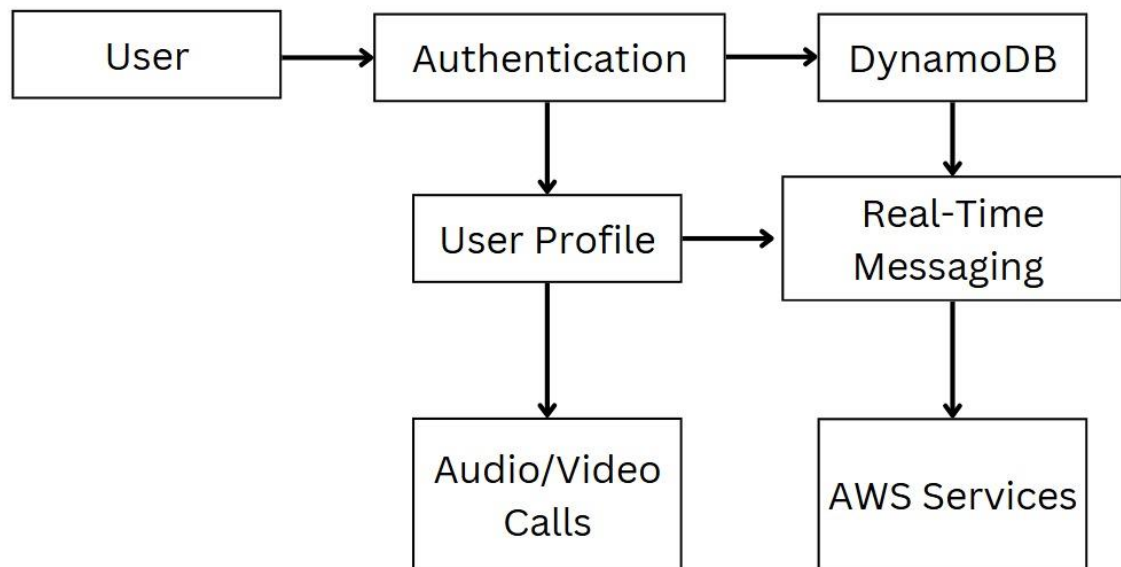 User
Authentication
DynamoDB
User Profile
Real-Time
Messaging
Audio/Video
Calls
AWS Services